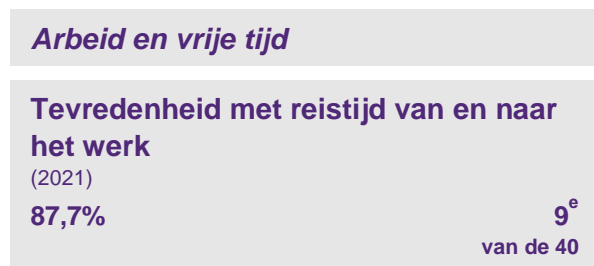 Arbeid en vrije tijd
Tevredenheid met reistijd van en naar
het werk
(2021)
87,7% 9e
van de 40